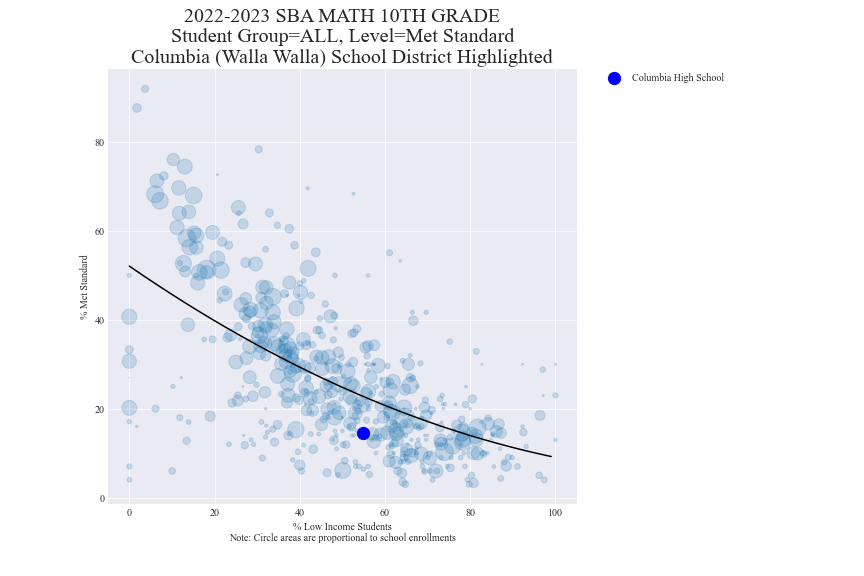 2022-2023 SBA MATH 10TH GRADE
Student Group=ALL, Level=Met Standard
Columbia (Walla Walla) School District Highlighted
Columbia High School
% Met Standard
80
60
40
20
0
0 20 40 60 80 100
% Low Income Students
Note: Circle areas are proportional to school enrollments